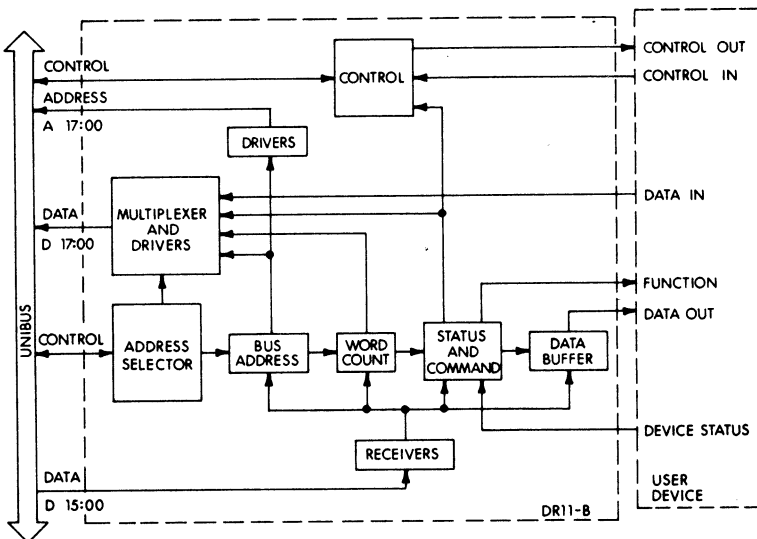 CONTROL
ADDRESS
A 17:00
CONTROL
CONTROL OUT
CONTROL IN
DRIVERS
DATA
D 17:00
MULTIPLEXER
AND
DRIVERS
DATA IN
UNIBUS
CONTROL
ADDRESS
SELECTOR
BUS
ADDRESS
WORD
COUNT
STATUS
AND
COMMAND
DATA
BUFFER
FUNCTION
DATA OUT
DEVICE STATUS
RECEIVERS
DATA
D 15:00
DR11-B
USER
DEVICE